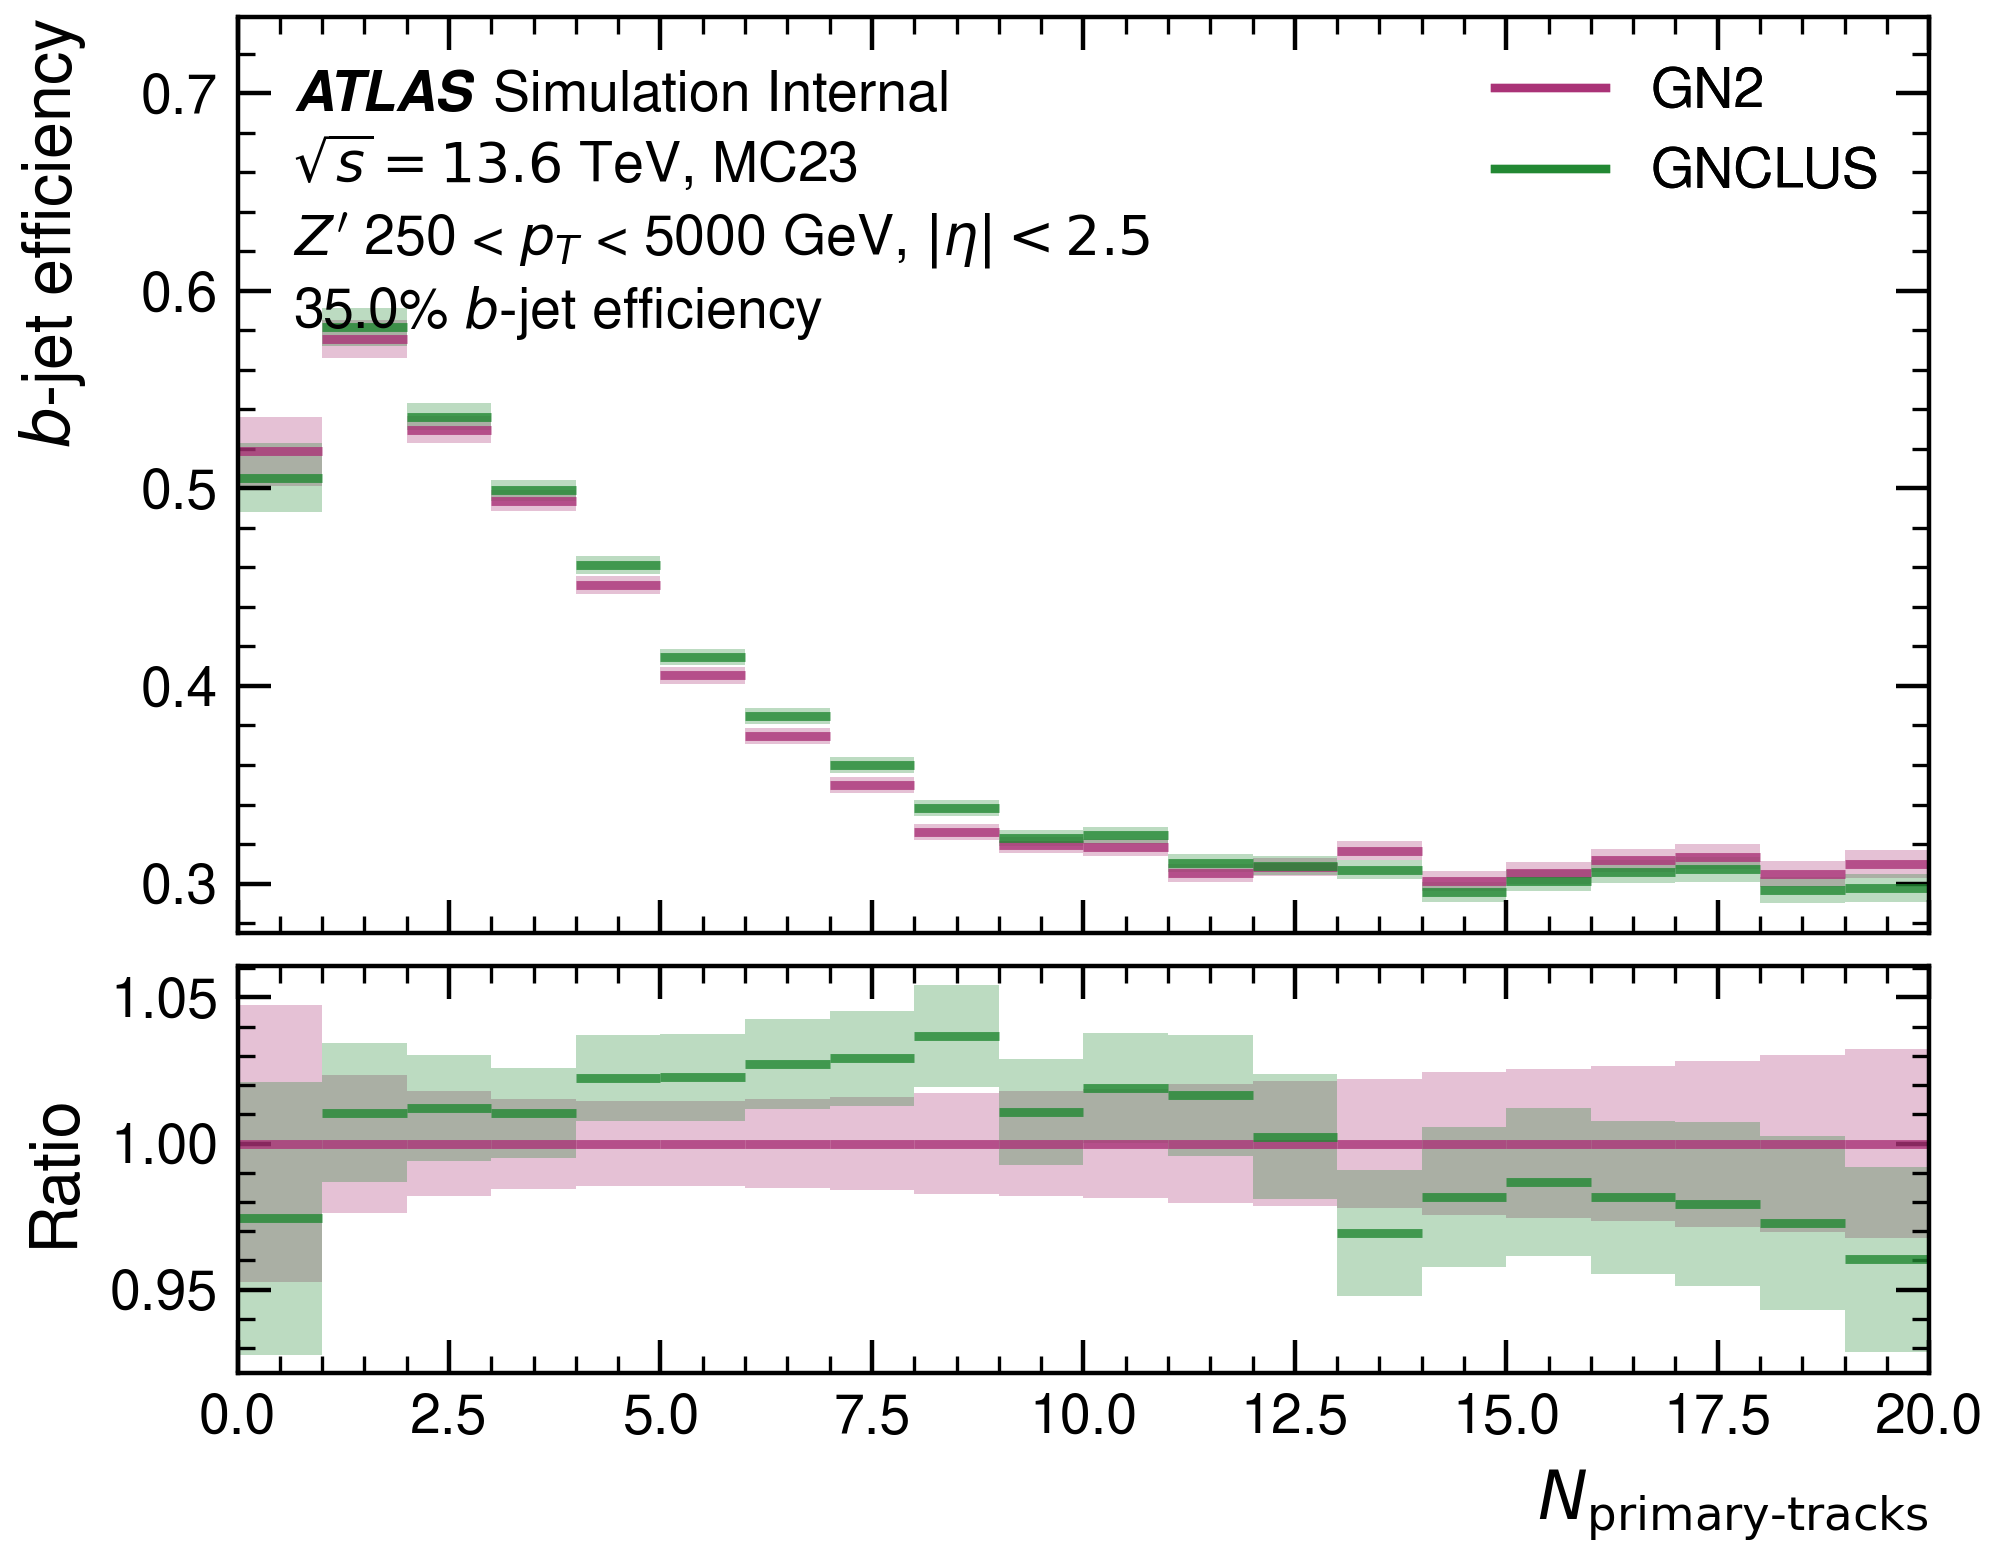 b-jet efficiency
0.7
0.6
0.5
0.4
0.3
ATLAS Simulation Internal
√s = 13.6 TeV, MC23
Z′ 250 < p_T < 5000 GeV, |η| < 2.5
35.0% b-jet efficiency
GN2
GNCLUS
Ratio
1.05
1.00
0.95
0.0 2.5 5.0 7.5 10.0 12.5 15.0 17.5 20.0
N_primary-tracks